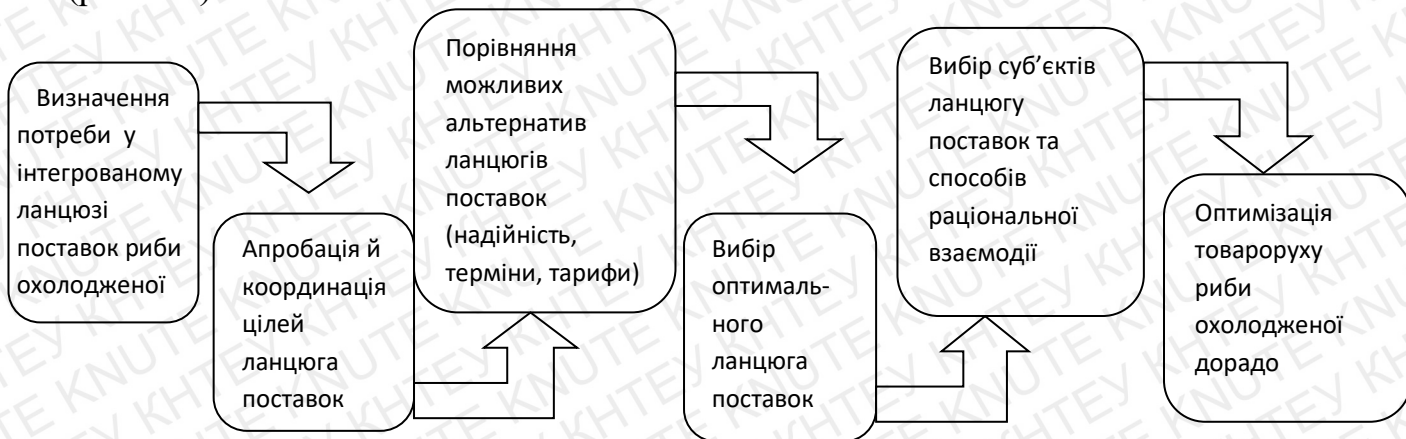 Визначення
потреби у
інтегрованому
ланцюзі
поставок риби
охолодженої
Апробація й
координація
цілей
ланцюга
поставок
Порівняння
можливих
альтернатив
ланцюгів
поставок
(надійність,
терміни, тарифи)
Вибір
оптималь-
ного
ланцюга
поставок
Вибір суб’єктів
ланцюгу
поставок та
способів
раціональної
взаємодії
Оптимізація
товароруху
риби
охолодженої
дорадо